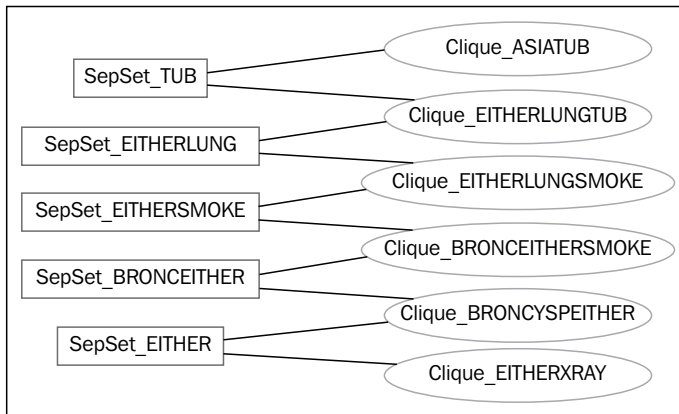 Clique_ASIATUB
SepSet_TUB
Clique_EITHERLUNGTUB
SepSet_EITHERLUNG
Clique_EITHERLUNGSMOKE
SepSet_EITHERSMOKE
Clique_BRONCEITHERSMOKE
SepSet_BRONCEITHER
Clique_BRONCYSPEITHER
SepSet_EITHER
Clique_EITHERXRAY